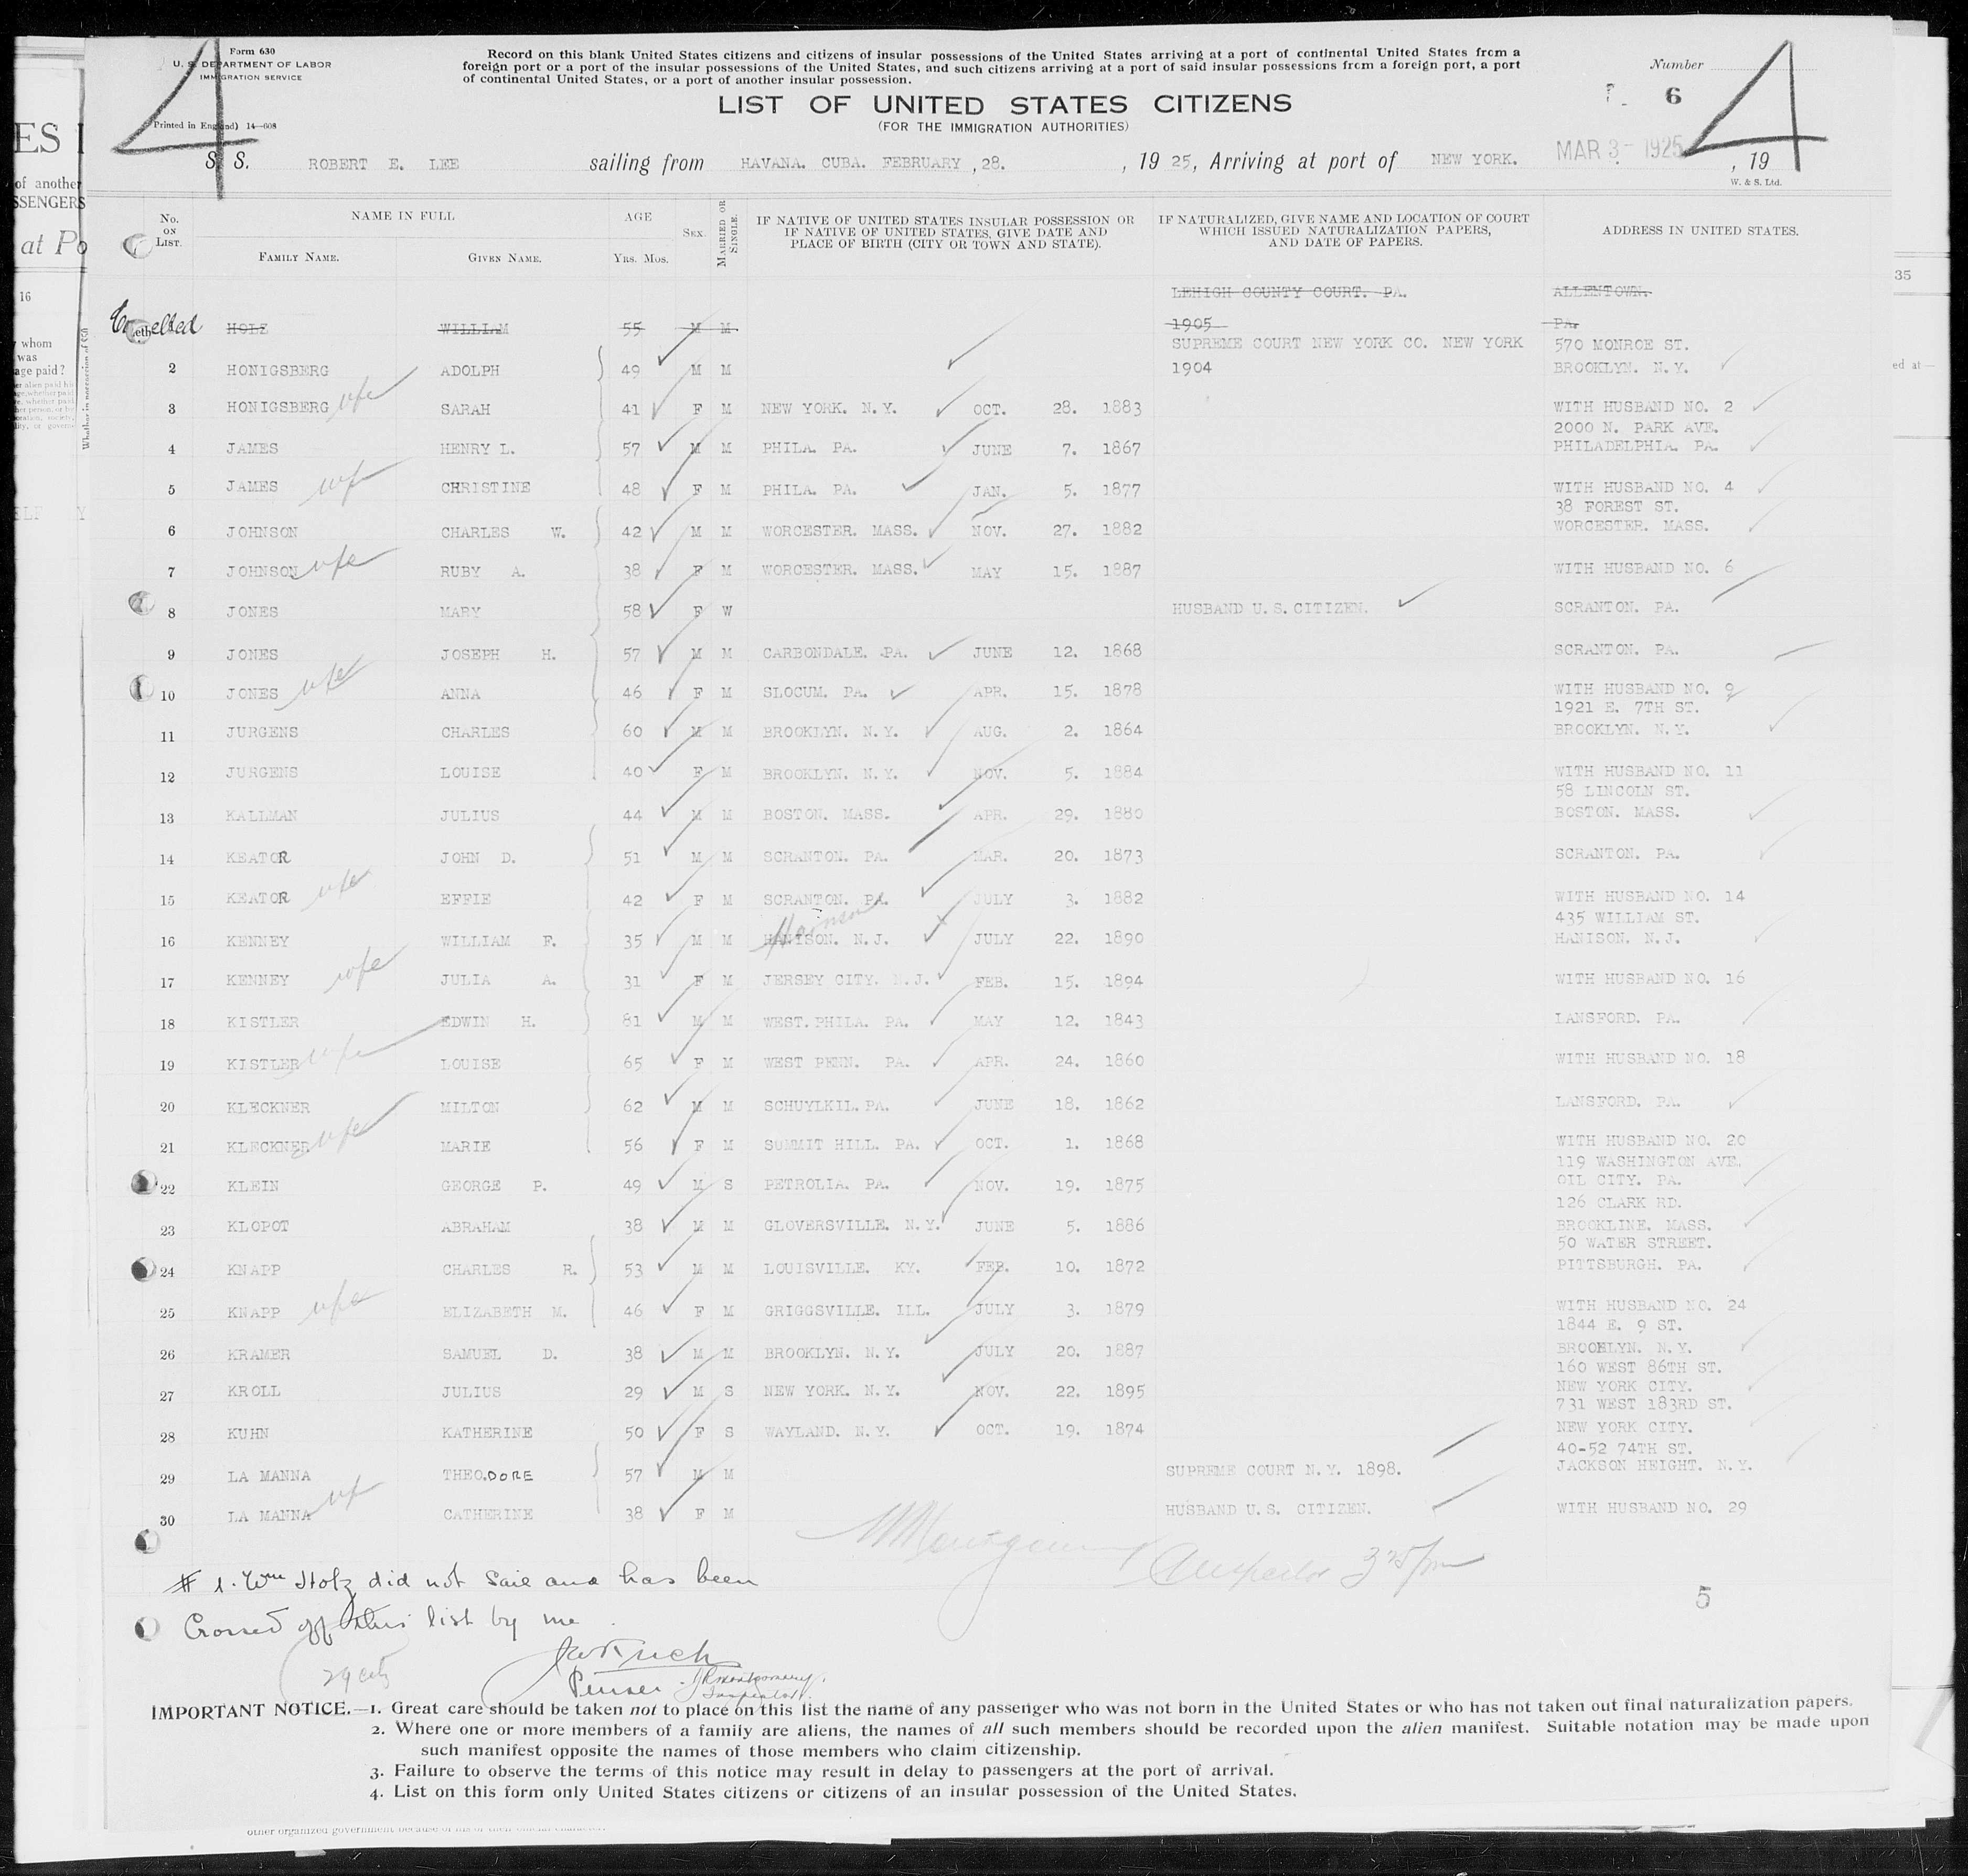 Form 630
U. S. DEPARTMENT OF LABOR
IMMIGRATION SERVICE
(Printed in England) 14—608
Record on this blank United States citizens and citizens of insular possessions of the United States arriving at a port of continental United States from a
foreign port or a port of the insular possessions of the United States, and such citizens arriving at a port of said insular possessions from a foreign port, a port
of continental United States, or a port of another insular possession.
Number
6
4
4
LIST OF UNITED STATES CITIZENS
(FOR THE IMMIGRATION AUTHORITIES)
S. S. ROBERT E. LEE sailing from HAVANA. CUBA. FEBRUARY, 28. , 19 25, Arriving at port of NEW YORK. MAR 3- 1925 , 19
W. & S. Ltd.
No. ON LIST. NAME IN FULL AGE SEX. MARRIED OR SINGLE. IF NATIVE OF UNITED STATES INSULAR POSSESSION OR IF NATIVE OF UNITED STATES, GIVE DATE AND PLACE OF BIRTH (CITY OR TOWN AND STATE). IF NATURALIZED, GIVE NAME AND LOCATION OF COURT WHICH ISSUED NATURALIZATION PAPERS, AND DATE OF PAPERS. ADDRESS IN UNITED STATES.
FAMILY NAME. GIVEN NAME. YRS. MOS.
LEHIGH COUNTY COURT. PA. ALLENTOWN.
HOLZ WILLIAM 55 M M 1905 PA.
SUPREME COURT NEW YORK CO. NEW YORK 570 MONROE ST.
2 HONIGSBERG ADOLPH 49 M M 1904 BROOKLYN. N.Y.
3 HONIGSBERG wife SARAH 41 F M NEW YORK. N.Y. OCT. 28. 1883 WITH HUSBAND NO. 2
2000 N. PARK AVE.
4 JAMES HENRY L. 57 M M PHILA. PA. JUNE 7. 1867 PHILADELPHIA. PA.
5 JAMES wife CHRISTINE 48 F M PHILA. PA. JAN. 5. 1877 WITH HUSBAND NO. 4
38 FOREST ST.
6 JOHNSON CHARLES W. 42 M M WORCESTER. MASS. NOV. 27. 1882 WORCESTER. MASS.
7 JOHNSON wife RUBY A. 38 F M WORCESTER. MASS. MAY 15. 1887 WITH HUSBAND NO. 6
8 JONES MARY 58 F W HUSBAND U.S. CITIZEN. SCRANTON. PA.
9 JONES JOSEPH H. 57 M M CARBONDALE. PA. JUNE 12. 1868 SCRANTON. PA.
10 JONES wife ANNA 46 F M SLOCUM. PA. APR. 15. 1878 WITH HUSBAND NO. 9
1921 E. 7TH ST.
11 JURGENS CHARLES 60 M M BROOKLYN. N.Y. AUG. 2. 1864 BROOKLYN. N.Y.
12 JURGENS LOUISE 40 F M BROOKLYN. N.Y. NOV. 5. 1884 WITH HUSBAND NO. 11
58 LINCOLN ST.
13 KALLMAN JULIUS 44 M M BOSTON. MASS. APR. 29. 1880 BOSTON. MASS.
14 KEATOR JOHN D. 51 M M SCRANTON. PA. MAR. 20. 1873 SCRANTON. PA.
15 KEATOR wife EFFIE 42 F M SCRANTON. PA. JULY 3. 1882 WITH HUSBAND NO. 14
435 WILLIAM ST.
16 KENNEY WILLIAM F. 35 M M HANISON. N.J. JULY 22. 1890 HANISON. N.J.
17 KENNEY wife JULIA A. 31 F M JERSEY CITY. N.J. FEB. 15. 1894 WITH HUSBAND NO. 16
18 KISTLER EDWIN H. 81 M M WEST.PHILA. PA. MAY 12. 1843 LANSFORD. PA.
19 KISTLER wife LOUISE 65 F M WEST PENN. PA. APR. 24. 1860 WITH HUSBAND NO. 18
20 KLECKNER MILTON 62 M M SCHUYLKIL.PA. JUNE 18. 1862 LANSFORD. PA.
21 KLECKNER wife MARIE 56 F M SUMMIT HILL. PA. OCT. 1. 1868 WITH HUSBAND NO. 20
119 WASHINGTON AVE.
22 KLEIN GEORGE P. 49 M S PETROLIA. PA. NOV. 19. 1875 OIL CITY. PA.
126 CLARK RD.
23 KLOPOT ABRAHAM 38 M M GLOVERSVILLE. N.Y. JUNE 5. 1886 BROOKLINE. MASS.
50 WATER STREET.
24 KNAPP CHARLES R. 53 M M LOUISVILLE. KY. FEB. 10. 1872 PITTSBURGH. PA.
25 KNAPP wife ELIZABETH M. 46 F M GRIGGSVILLE. ILL. JULY 3. 1879 WITH HUSBAND NO. 24
1844 E. 9 ST.
26 KRAMER SAMUEL D. 38 M M BROOKLYN. N.Y. JULY 20. 1887 BROOKLYN. N.Y.
160 WEST 86TH ST.
27 KROLL JULIUS 29 M S NEW YORK. N.Y. NOV. 22. 1895 NEW YORK CITY.
731 WEST 183RD ST.
28 KUHN KATHERINE 50 F S WAYLAND. N.Y. OCT. 19. 1874 NEW YORK CITY.
40-52 74TH ST.
29 LA MANNA THEO.DORE 57 M M SUPREME COURT N.Y. 1898. JACKSON HEIGHT. N.Y.
30 LA MANNA CATHERINE 38 F M HUSBAND U.S. CITIZEN. WITH HUSBAND NO. 29
# 1. Wm Holz did not Sail and has been
Crossed off this list by me
Inspector 3 25 pm
5
Purser. J R Montgomery
Inspector.
IMPORTANT NOTICE.—1. Great care should be taken not to place on this list the name of any passenger who was not born in the United States or who has not taken out final naturalization papers.
2. Where one or more members of a family are aliens, the names of all such members should be recorded upon the alien manifest. Suitable notation may be made upon
such manifest opposite the names of those members who claim citizenship.
3. Failure to observe the terms of this notice may result in delay to passengers at the port of arrival.
4. List on this form only United States citizens or citizens of an insular possession of the United States.